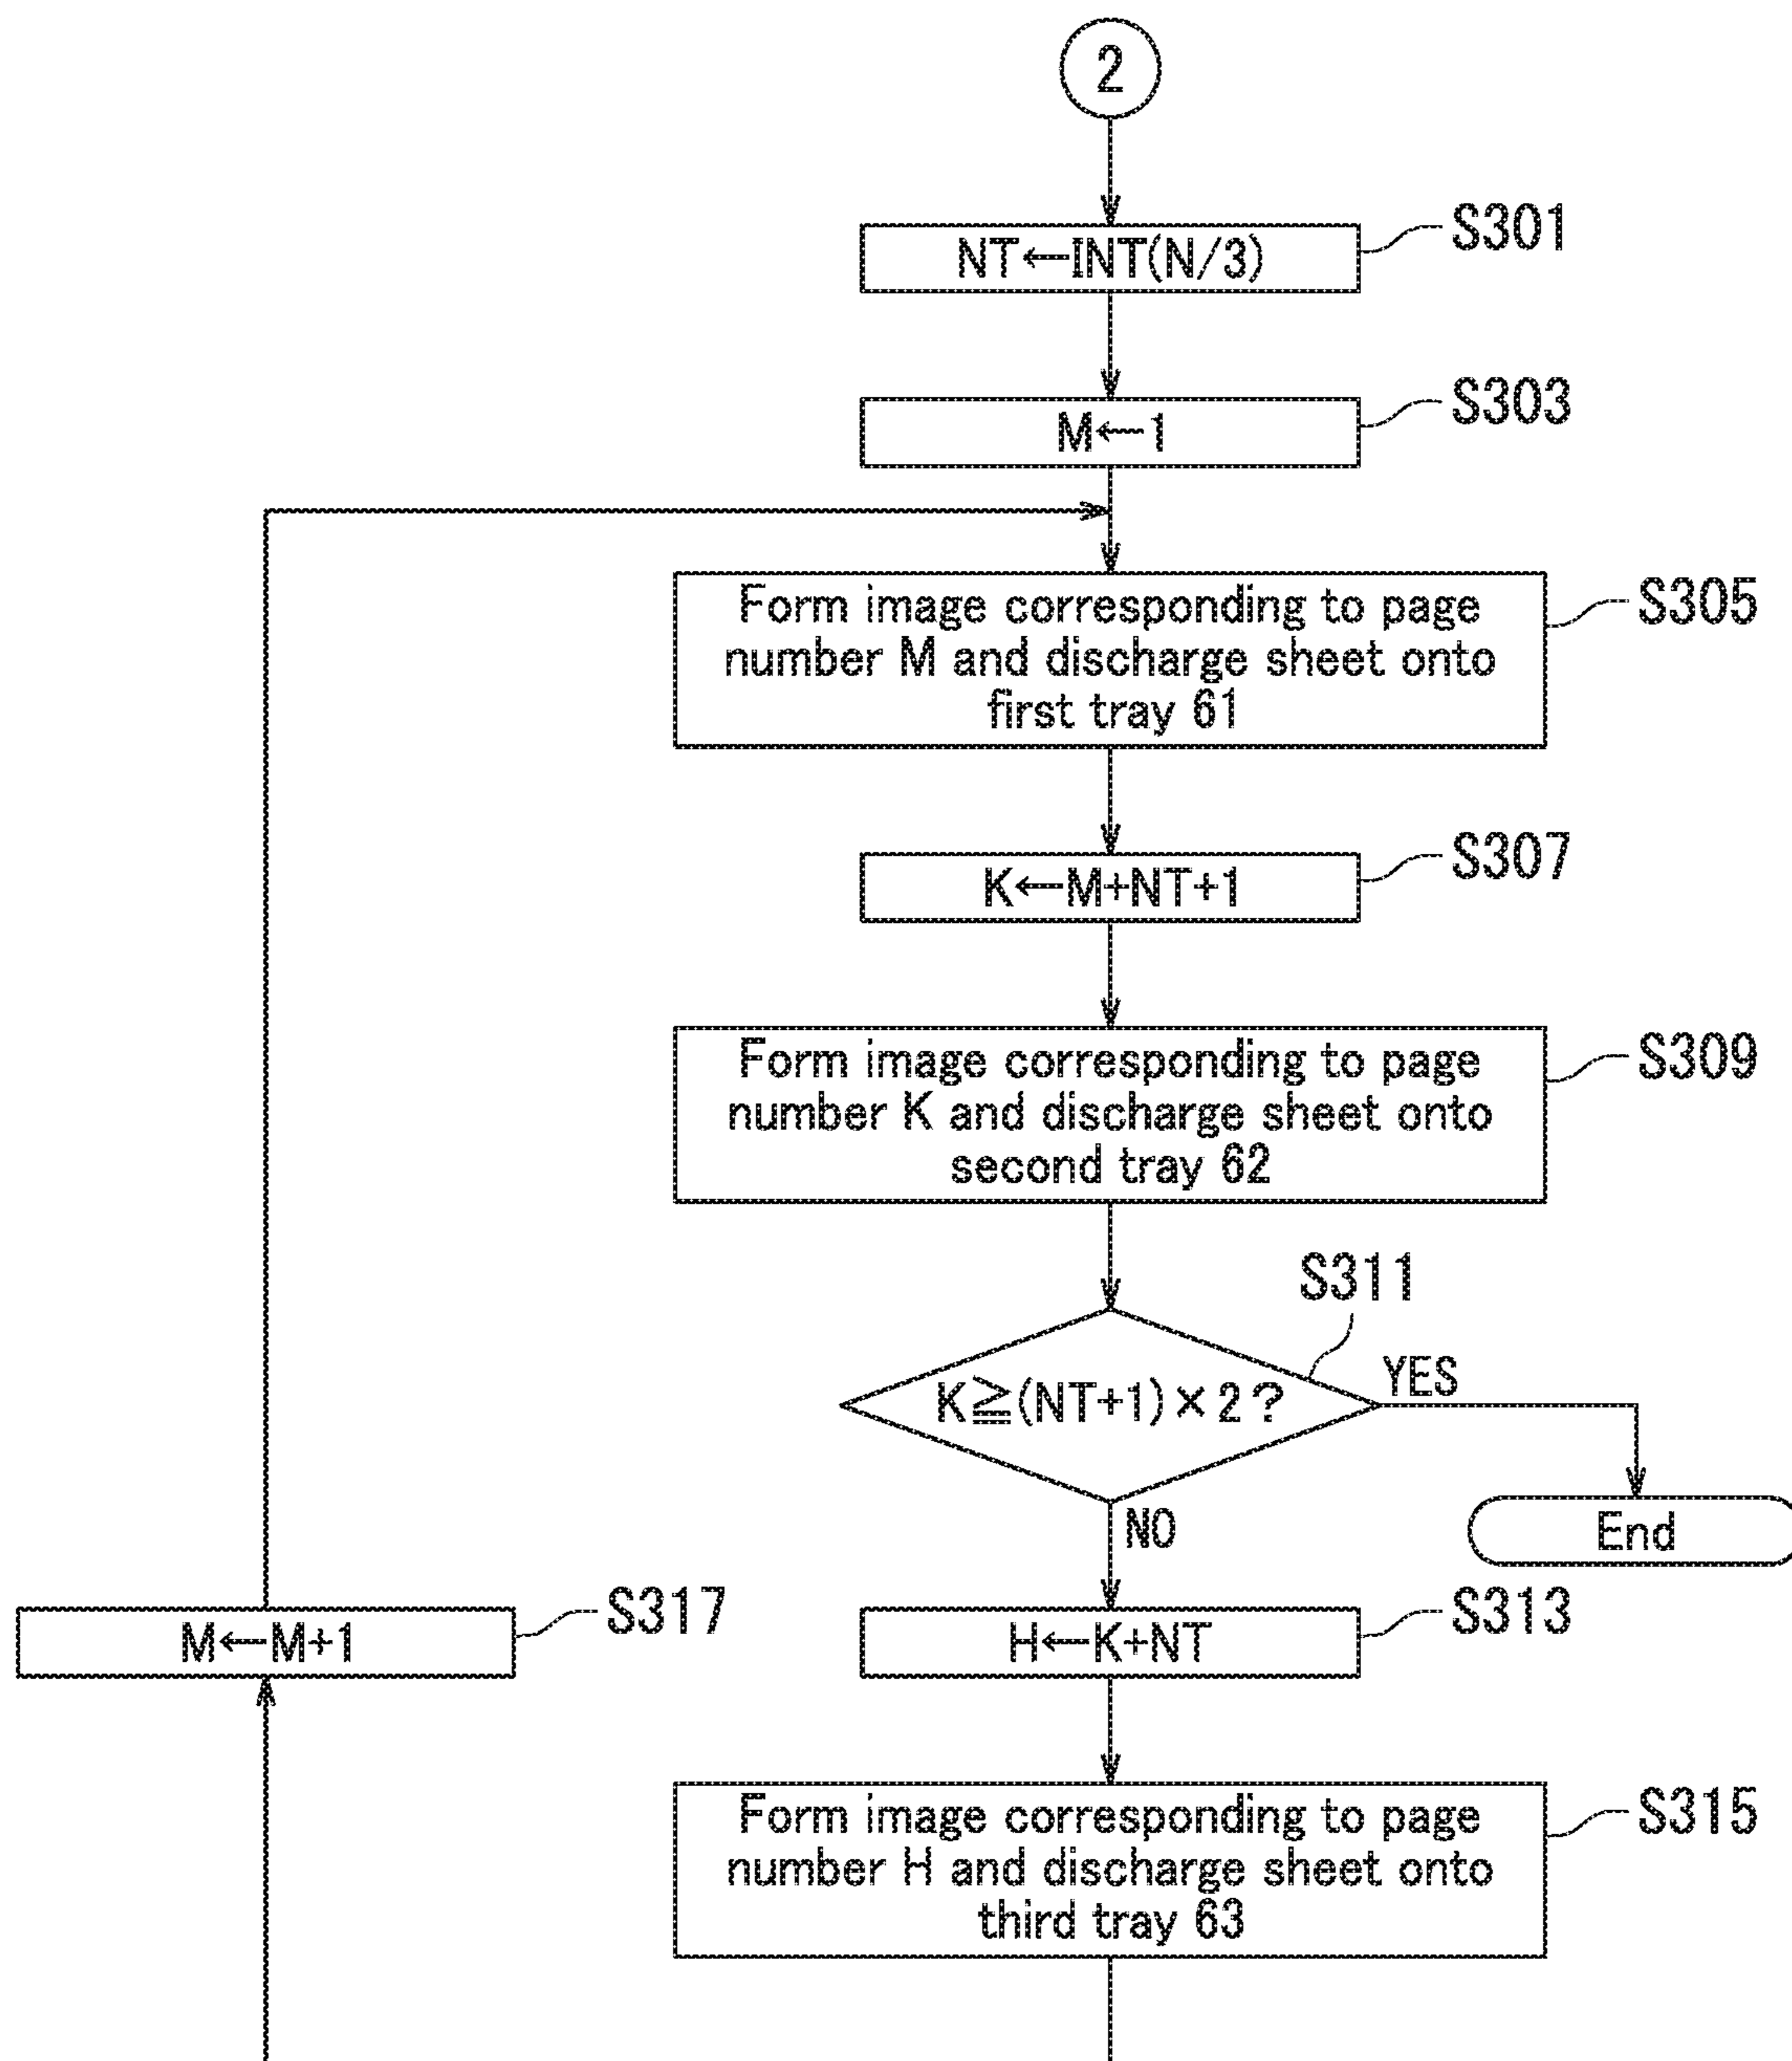 2
NT←INT(N/3)
S301
M←1
S303
Form image corresponding to page
number M and discharge sheet onto
first tray 61
S305
K←M+NT+1
S307
Form image corresponding to page
number K and discharge sheet onto
second tray 62
S309
S311
K≧(NT+1)×2?
YES
NO
End
M←M+1
S317
H←K+NT
S313
Form image corresponding to page
number H and discharge sheet onto
third tray 63
S315